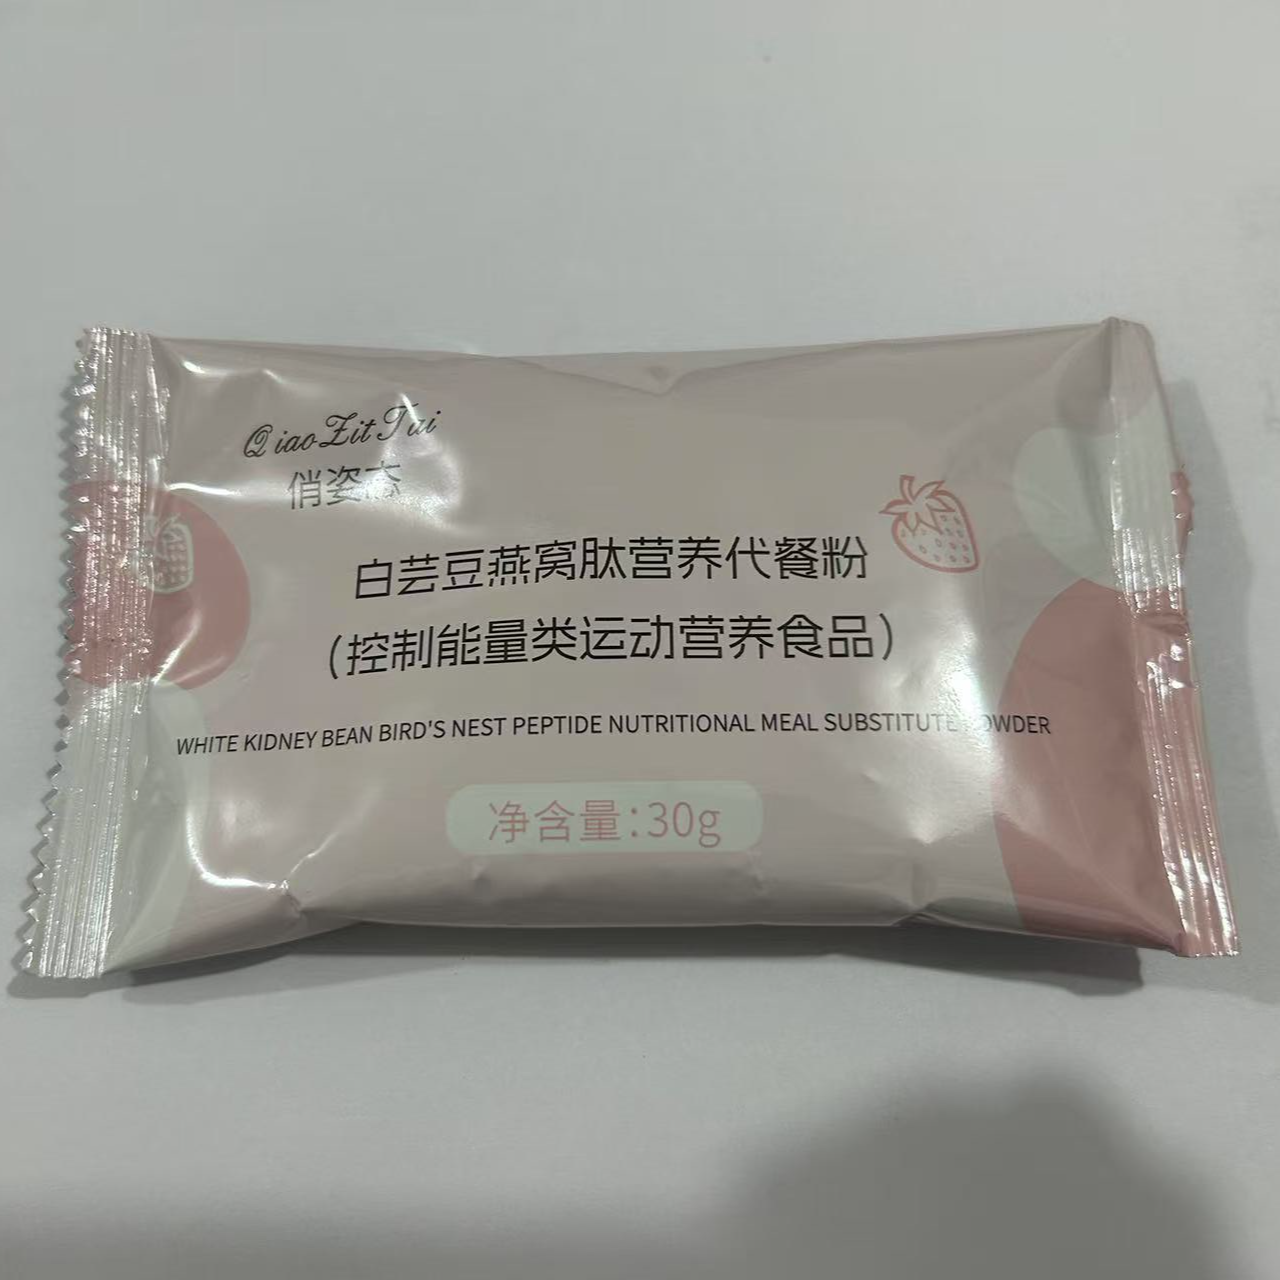 QiaoZitTai
俏姿态
白芸豆燕窝肽营养代餐粉
(控制能量类运动营养食品)
WHITE KIDNEY BEAN BIRD'S NEST PEPTIDE NUTRITIONAL MEAL SUBSTITUTE POWDER
净含量:30g